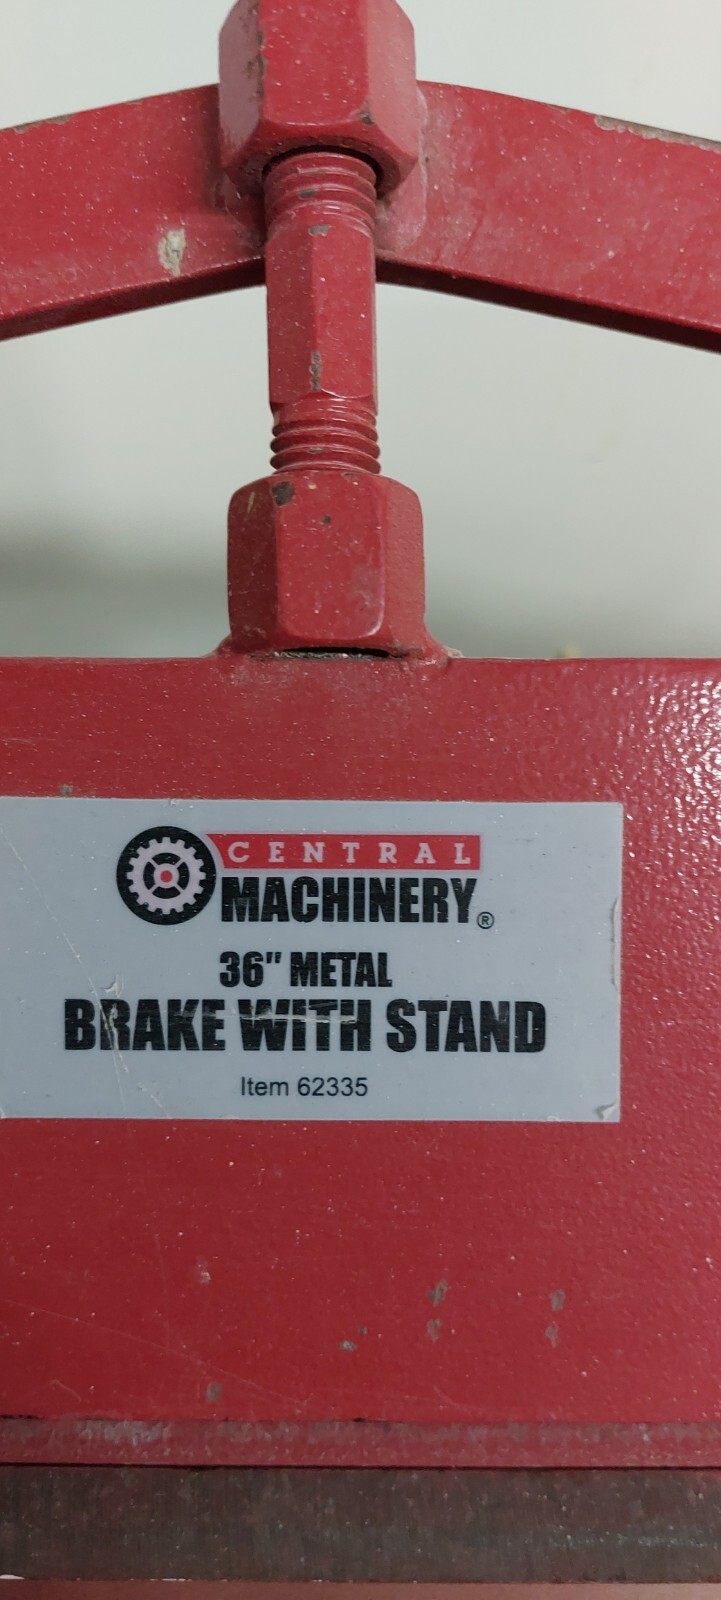 CENTRAL
MACHINERY®
36" METAL
BRAKE WITH STAND
Item 62335